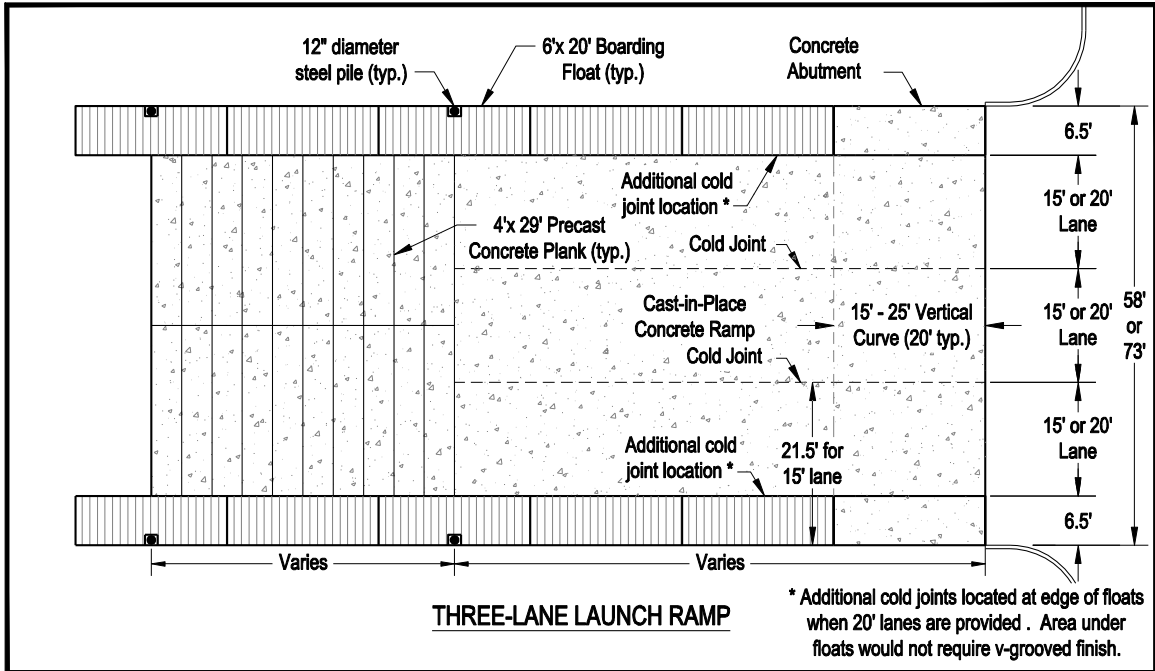 12" diameter
steel pile (typ.)
6'x 20' Boarding
Float (typ.)
Concrete
Abutment
6.5'
Additional cold
joint location *
15' or 20'
Lane
4'x 29' Precast
Concrete Plank (typ.)
Cold Joint
Cast-in-Place
Concrete Ramp
15' - 25' Vertical
Curve (20' typ.)
15' or 20'
Lane
58'
or
73'
Cold Joint
Additional cold
joint location *
21.5' for
15' lane
15' or 20'
Lane
6.5'
Varies
Varies
THREE-LANE LAUNCH RAMP
* Additional cold joints located at edge of floats
when 20' lanes are provided . Area under
floats would not require v-grooved finish.